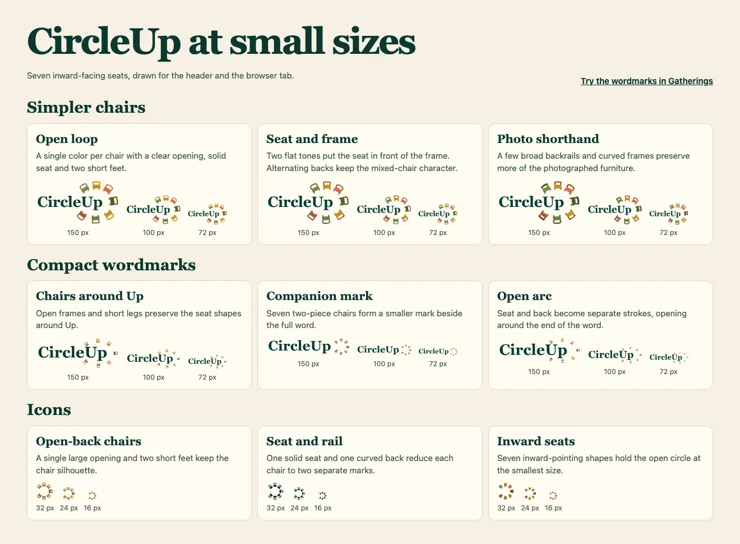 CircleUp at small sizes
Seven inward-facing seats, drawn for the header and the browser tab.
Try the wordmarks in Gatherings
Simpler chairs
Open loop
A single color per chair with a clear opening, solid
seat and two short feet.
CircleUp
CircleUp
CircleUp
150 px
100 px
72 px
Seat and frame
Two flat tones put the seat in front of the frame.
Alternating backs keep the mixed-chair character.
CircleUp
CircleUp
CircleUp
150 px
100 px
72 px
Photo shorthand
A few broad backrails and curved frames preserve
more of the photographed furniture.
CircleUp
CircleUp
CircleUp
150 px
100 px
72 px
Compact wordmarks
Chairs around Up
Open frames and short legs preserve the seat shapes
around Up.
CircleUp
CircleUp
CircleUp
150 px
100 px
72 px
Companion mark
Seven two-piece chairs form a smaller mark beside
the full word.
CircleUp
CircleUp
CircleUp
150 px
100 px
72 px
Open arc
Seat and back become separate strokes, opening
around the end of the word.
CircleUp
CircleUp
CircleUp
150 px
100 px
72 px
Icons
Open-back chairs
A single large opening and two short feet keep the
chair silhouette.
32 px
24 px
16 px
Seat and rail
One solid seat and one curved back reduce each
chair to two separate marks.
32 px
24 px
16 px
Inward seats
Seven inward-pointing shapes hold the open circle at
the smallest size.
32 px
24 px
16 px